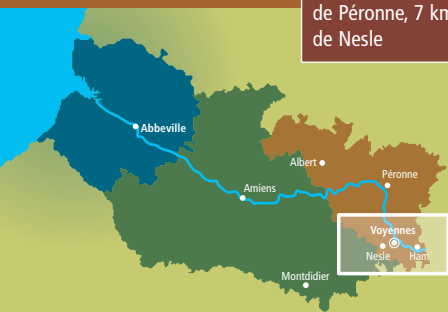 de Péronne, 7 km
de Nesle
Abbeville
Albert
Péronne
Amiens
Voyennes
Nesle
Ham
Montdidier